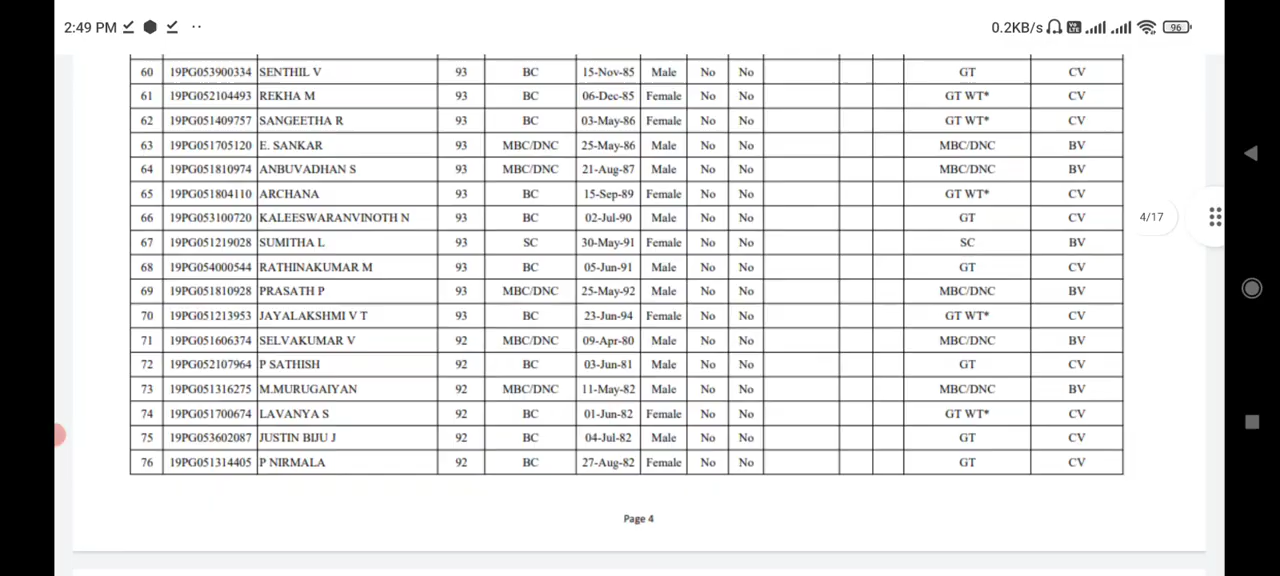 2:49 PM 0.2KB/s 96
60 19PG053900334 SENTHIL V 93 BC 15-Nov-85 Male No No GT CV
61 19PG052104493 REKHA M 93 BC 06-Dec-85 Female No No GT WT* CV
62 19PG051409757 SANGEETHA R 93 BC 03-May-86 Female No No GT WT* CV
63 19PG051705120 E. SANKAR 93 MBC/DNC 25-May-86 Male No No MBC/DNC BV
64 19PG051810974 ANBUVADHAN S 93 MBC/DNC 21-Aug-87 Male No No MBC/DNC BV
65 19PG051804110 ARCHANA 93 BC 15-Sep-89 Female No No GT WT* CV
66 19PG053100720 KALEESWARANVINOTH N 93 BC 02-Jul-90 Male No No GT CV
4/17
67 19PG051219028 SUMITHA L 93 SC 30-May-91 Female No No SC BV
68 19PG054000544 RATHINAKUMAR M 93 BC 05-Jun-91 Male No No GT CV
69 19PG051810928 PRASATH P 93 MBC/DNC 25-May-92 Male No No MBC/DNC BV
70 19PG051213953 JAYALAKSHMI V T 93 BC 23-Jun-94 Female No No GT WT* CV
71 19PG051606374 SELVAKUMAR V 92 MBC/DNC 09-Apr-80 Male No No MBC/DNC BV
72 19PG052107964 P SATHISH 92 BC 03-Jun-81 Male No No GT CV
73 19PG051316275 M.MURUGAIYAN 92 MBC/DNC 11-May-82 Male No No MBC/DNC BV
74 19PG051700674 LAVANYA S 92 BC 01-Jun-82 Female No No GT WT* CV
75 19PG053602087 JUSTIN BIJU J 92 BC 04-Jul-82 Male No No GT CV
76 19PG051314405 P NIRMALA 92 BC 27-Aug-82 Female No No GT CV
Page 4